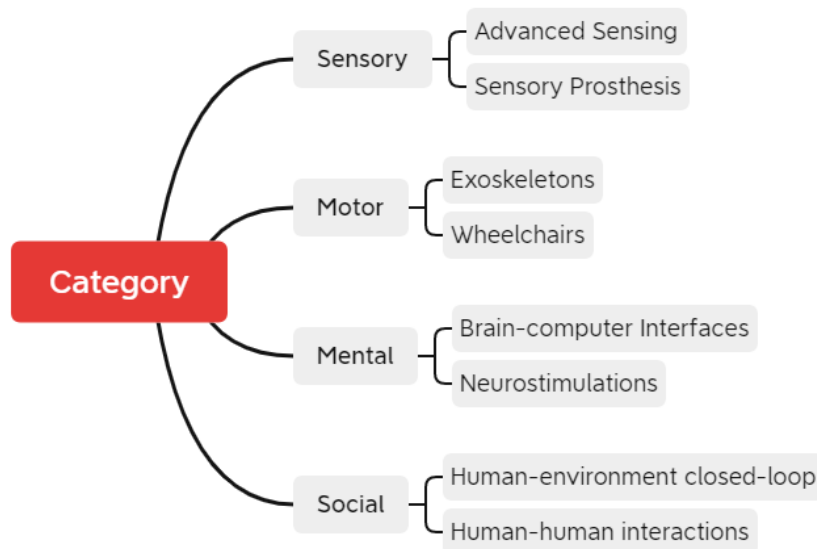 Category
Sensory
Advanced Sensing
Sensory Prosthesis
Motor
Exoskeletons
Wheelchairs
Mental
Brain-computer Interfaces
Neurostimulations
Social
Human-environment closed-loop
Human-human interactions